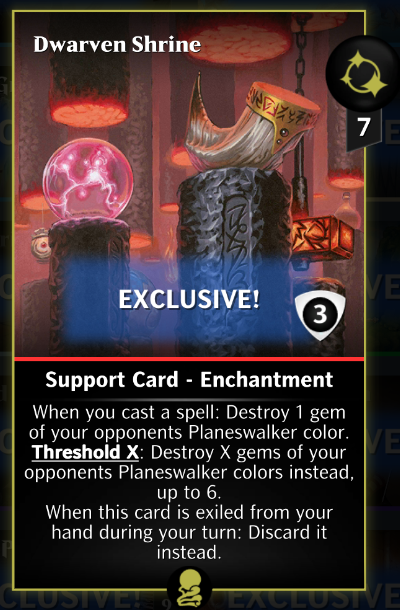 Dwarven Shrine
7
EXCLUSIVE!
3
Support Card - Enchantment
When you cast a spell: Destroy 1 gem
of your opponents Planeswalker color.
Threshold X: Destroy X gems of your
opponents Planeswalker colors instead,
up to 6.
When this card is exiled from your
hand during your turn: Discard it
instead.